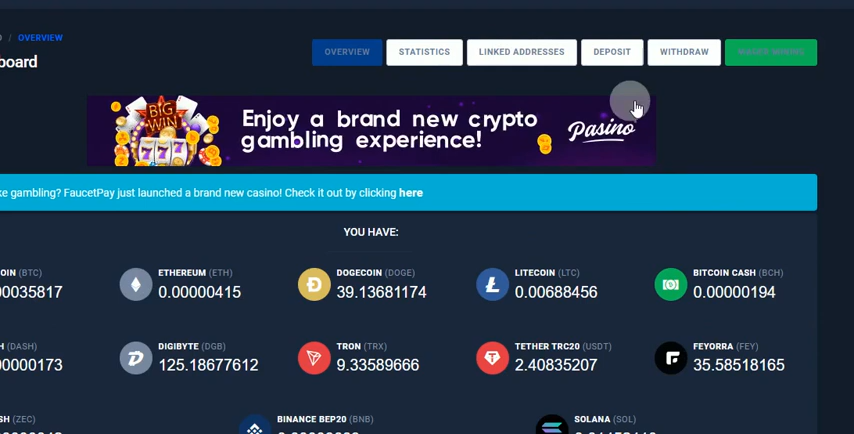 / OVERVIEW
OVERVIEW STATISTICS LINKED ADDRESSES DEPOSIT WITHDRAW
board
BIG
WIN
777
Enjoy a brand new crypto
gambling experience!
Pasino
ke gambling? FaucetPay just launched a brand new casino! Check it out by clicking here
YOU HAVE:
OIN (BTC) ETHEREUM (ETH) DOGECOIN (DOGE) LITECOIN (LTC) BITCOIN CASH (BCH)
00035817 0.00000415 39.13681174 0.00688456 0.00000194
H (DASH) DIGIBYTE (DGB) TRON (TRX) TETHER TRC20 (USDT) FEYORRA (FEY)
00000173 125.18677612 9.33589666 2.40835207 35.58518165
SH (ZEC) BINANCE BEP20 (BNB) SOLANA (SOL)